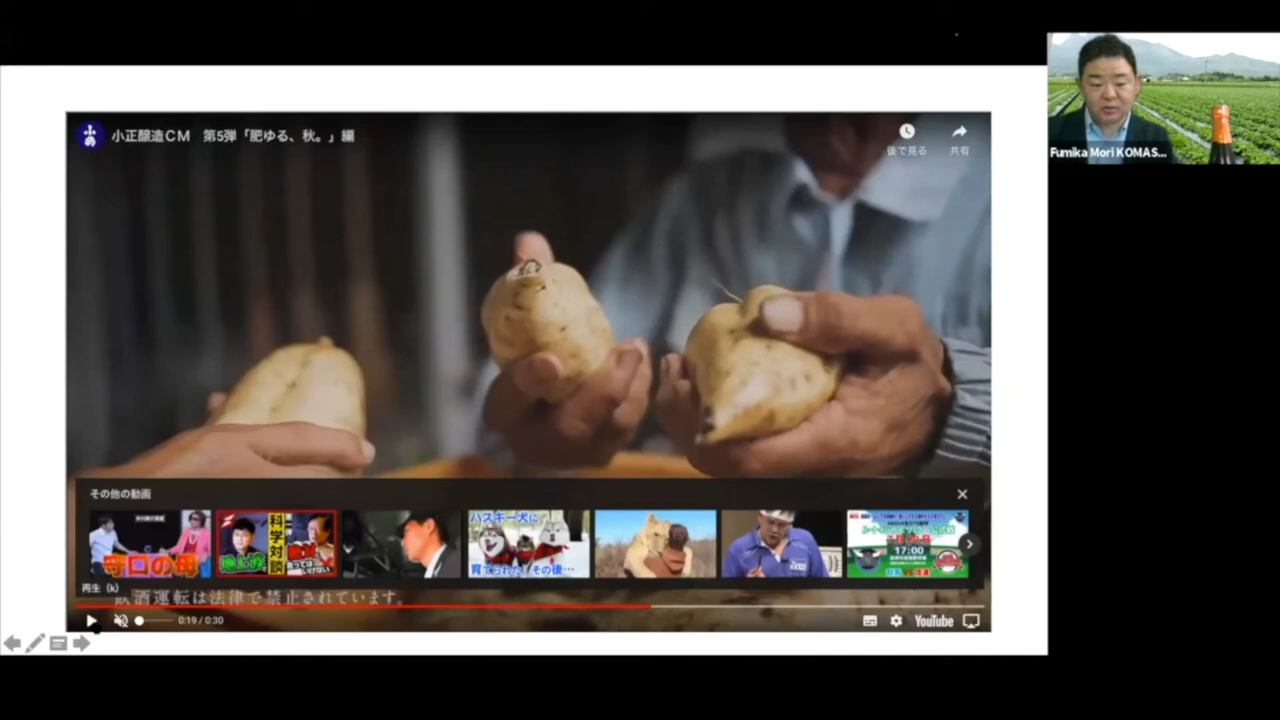 小正醸造CM 第5弾「肥ゆる、秋。」編
後で見る
共有
Fumika Mori KOMAS...
その他の動画
守口の母
科学対談
ハスキー犬に
育てられた!その後…
17:00
再生 (k)
飲酒運転は法律で禁止されています。
0:19 / 0:30
YouTube